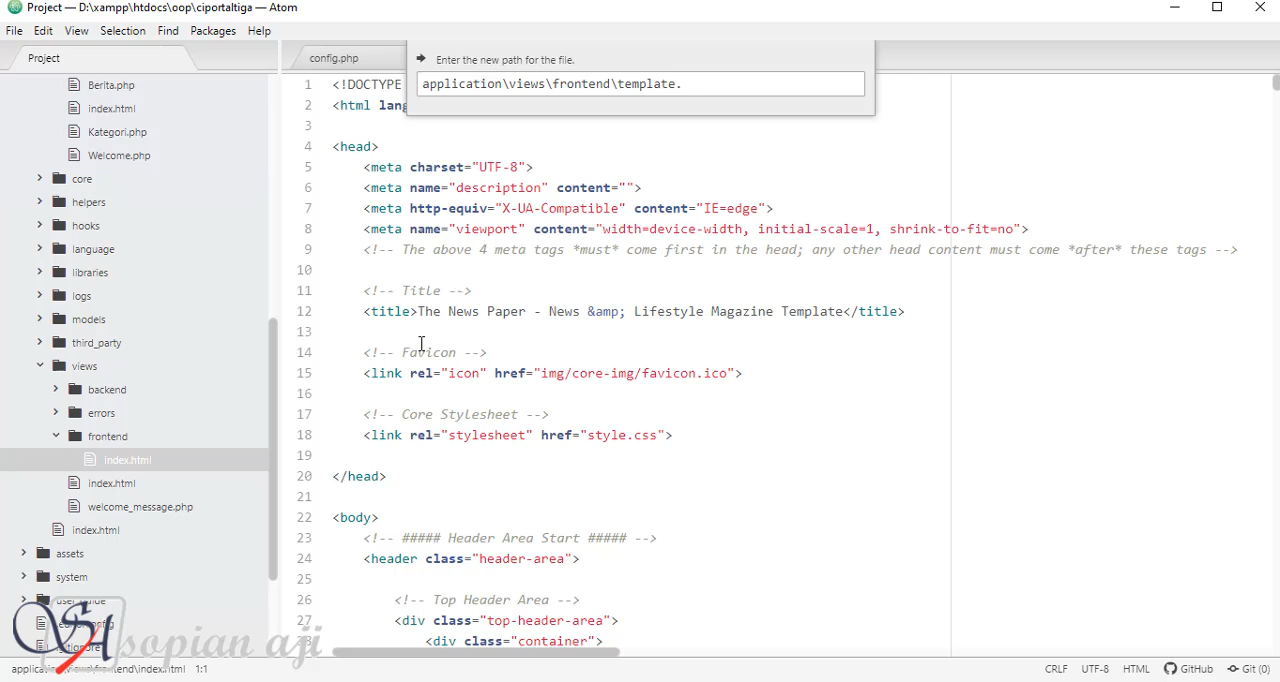 Project — D:\xampp\htdocs\oop\ciportaltiga — Atom
File Edit View Selection Find Packages Help
Project
config.php
Enter the new path for the file.
application\views\frontend\template.
Berita.php
index.html
Kategori.php
Welcome.php
core
helpers
hooks
language
libraries
logs
models
third_party
views
backend
errors
frontend
index.html
index.html
welcome_message.php
index.html
assets
system
user_guide
sopian aji
1 <!DOCTYPE
2 <html lang
3
4 <head>
5 <meta charset="UTF-8">
6 <meta name="description" content="">
7 <meta http-equiv="X-UA-Compatible" content="IE=edge">
8 <meta name="viewport" content="width=device-width, initial-scale=1, shrink-to-fit=no">
9 <!-- The above 4 meta tags *must* come first in the head; any other head content must come *after* these tags -->
10
11 <!-- Title -->
12 <title>The News Paper - News &amp; Lifestyle Magazine Template</title>
13
14 <!-- Favicon -->
15 <link rel="icon" href="img/core-img/favicon.ico">
16
17 <!-- Core Stylesheet -->
18 <link rel="stylesheet" href="style.css">
19
20 </head>
21
22 <body>
23 <!-- ##### Header Area Start ##### -->
24 <header class="header-area">
25
26 <!-- Top Header Area -->
27 <div class="top-header-area">
28 <div class="container">
application\views\frontend\index.html 1:1
CRLF UTF-8 HTML GitHub Git (0)